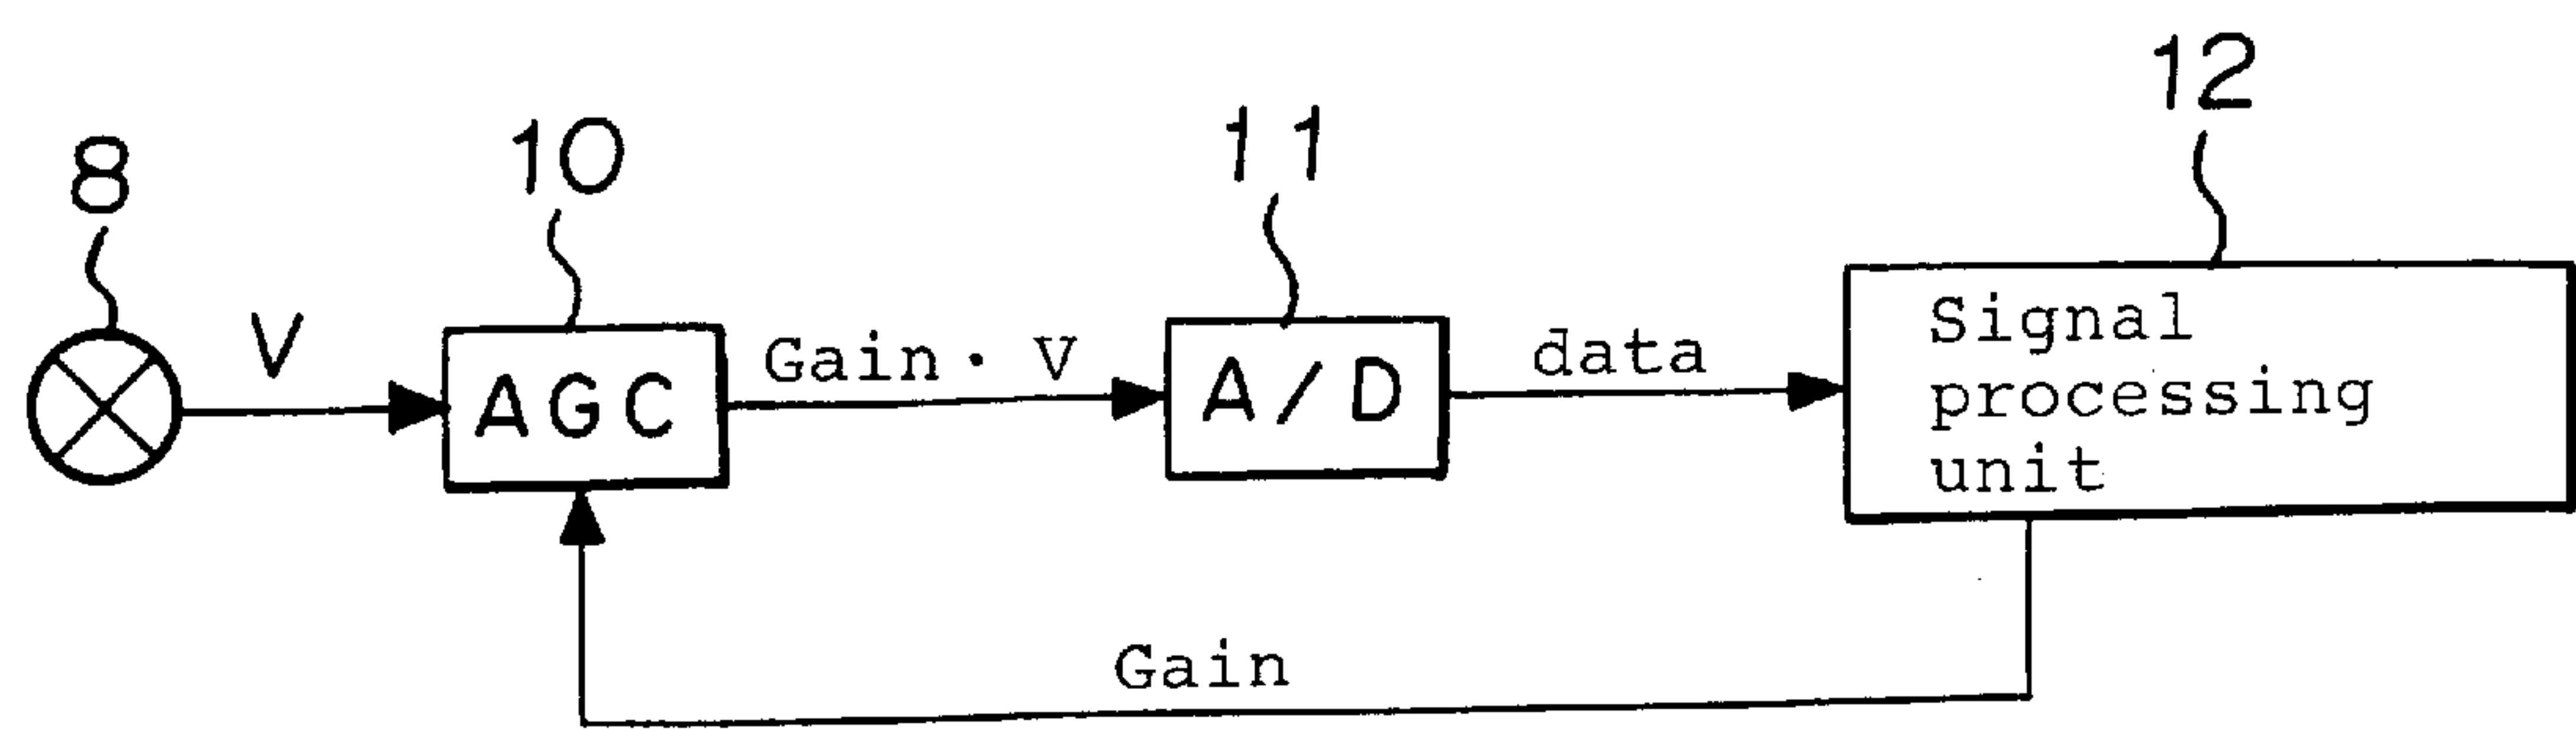 8
10
11
12
V
AGC
Gain · V
A/D
data
Signal
processing
unit
Gain